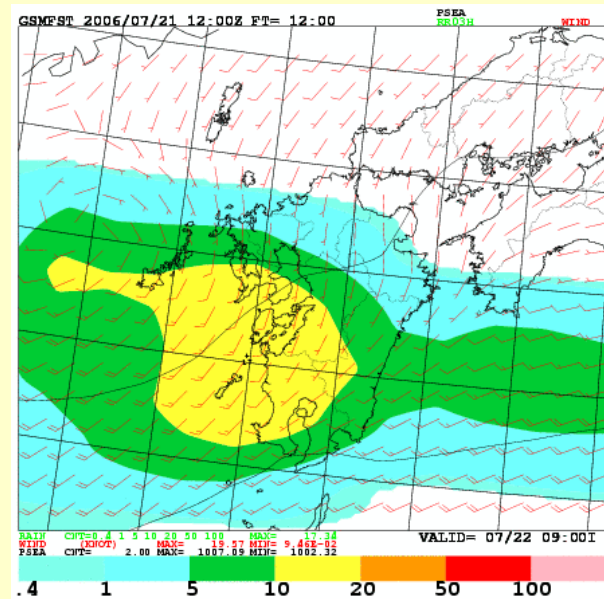 GSMFST 2006/07/21 12:00Z FT= 12:00
PSEA
RR03H
WIND
RAIN CNT=0.4 1 5 10 20 50 100 MAX= 17.34
WIND (KNOT) MAX= 19.57 MIN= 9.46E-02
PSEA CNT= 2.00 MAX= 1007.09 MIN= 1002.32
VALID= 07/22 09:00I
.4 1 5 10 20 50 100